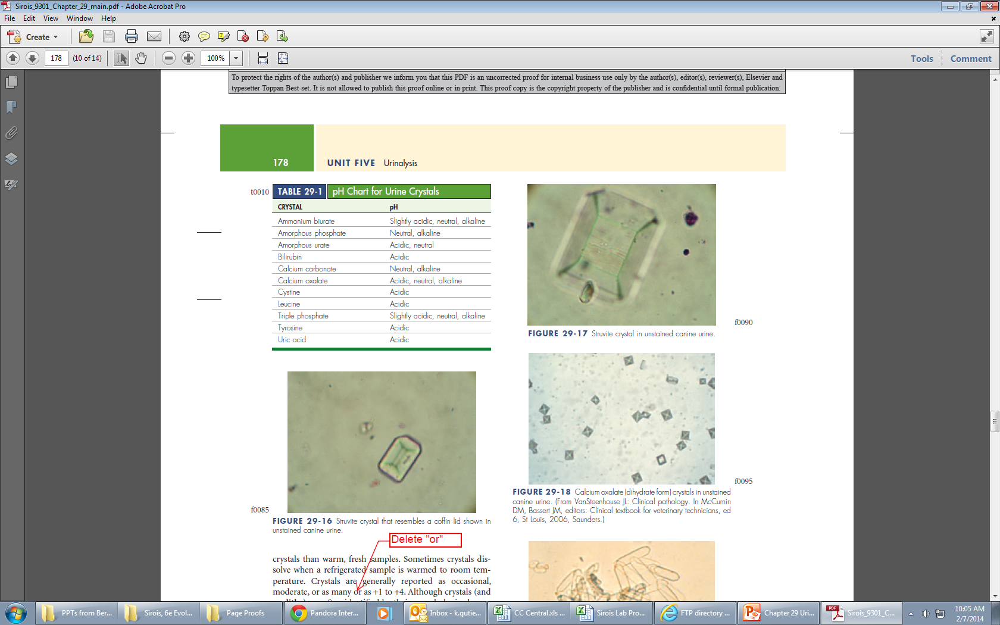 Sirois_9301_Chapter_29_main.pdf - Adobe Acrobat Pro
File Edit View Window Help
Create
178 (10 of 14) 100% Tools Comment
To protect the rights of the author(s) and publisher we inform you that this PDF is an uncorrected proof for internal business use only by the author(s), editor(s), reviewer(s), Elsevier and
typesetter Toppan Best-set. It is not allowed to publish this proof online or in print. This proof copy is the copyright property of the publisher and is confidential until formal publication.
178 UNIT FIVE Urinalysis
t0010 TABLE 29-1 pH Chart for Urine Crystals
CRYSTAL pH
Ammonium biurate Slightly acidic, neutral, alkaline
Amorphous phosphate Neutral, alkaline
Amorphous urate Acidic, neutral
Bilirubin Acidic
Calcium carbonate Neutral, alkaline
Calcium oxalate Acidic, neutral, alkaline
Cystine Acidic
Leucine Acidic
Triple phosphate Slightly acidic, neutral, alkaline
Tyrosine Acidic
Uric acid Acidic
f0085
FIGURE 29-16 Struvite crystal that resembles a coffin lid shown in
unstained canine urine.
Delete "or"
crystals than warm, fresh samples. Sometimes crystals dis-
solve when a refrigerated sample is warmed to room tem-
perature. Crystals are generally reported as occasional,
moderate, or as many or as +1 to +4. Although crystals (and
f0090
FIGURE 29-17 Struvite crystal in unstained canine urine.
f0095
FIGURE 29-18 Calcium oxalate (dihydrate form) crystals in unstained
canine urine. (From VanSteenhouse JL: Clinical pathology. In McCurnin
DM, Bassert JM, editors: Clinical textbook for veterinary technicians, ed
6, St Louis, 2006, Saunders.)
PPTs from Ber... Sirois, 6e Evol... Page Proofs Pandora Inter... Inbox - k.gutie... CC Central.xls ... Sirois Lab Pro... FTP directory ... Chapter 29 Uri... Sirois_9301_C...
10:05 AM
2/7/2014